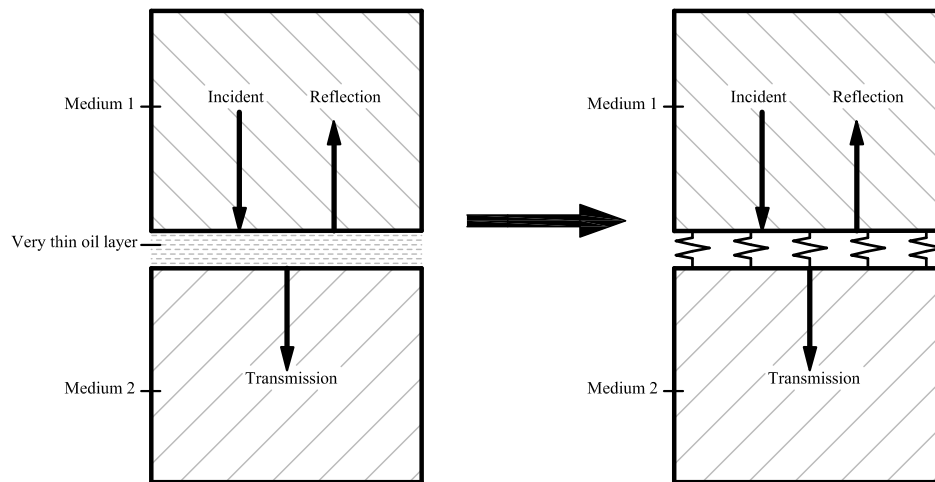 Incident Reflection
Medium 1
Very thin oil layer
Transmission
Medium 2
Incident Reflection
Medium 1
Transmission
Medium 2